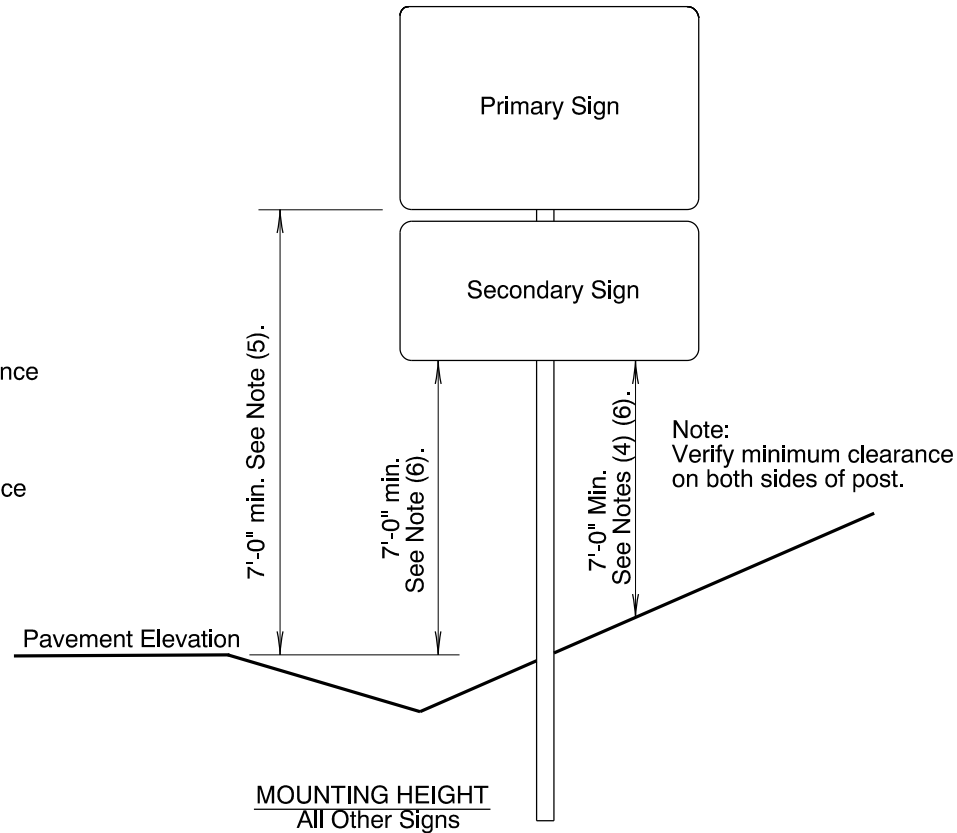 Primary Sign
Secondary Sign
nce
ce
7'-0" min. See Note (5).
7'-0" min.
See Note (6).
7'-0" Min.
See Notes (4) (6).
Note:
Verify minimum clearance
on both sides of post.
Pavement Elevation
MOUNTING HEIGHT
All Other Signs